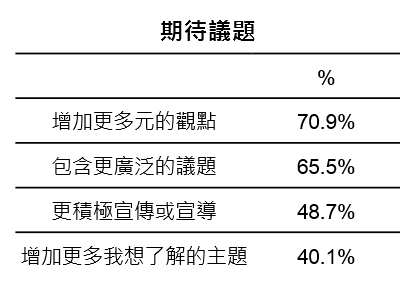 期待議題
%
增加更多元的觀點 70.9%
包含更廣泛的議題 65.5%
更積極宣傳或宣導 48.7%
增加更多我想了解的主題 40.1%